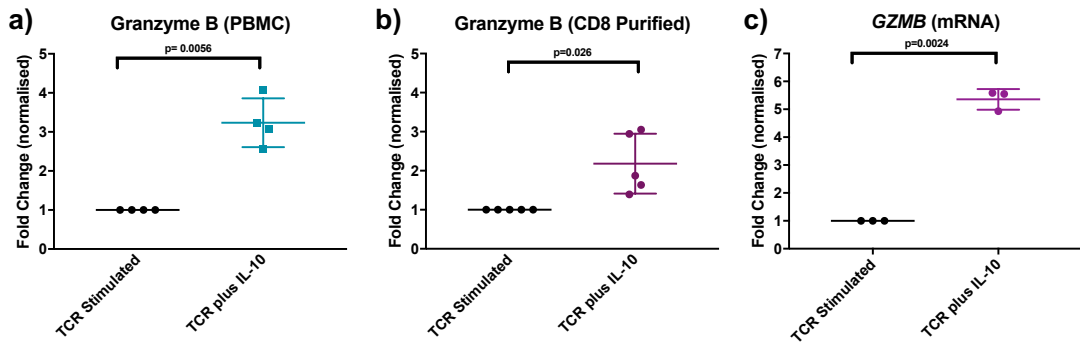 a)
Granzyme B (PBMC)
p= 0.0056
Fold Change (normalised)
5
4
3
2
1
0
TCR Stimulated
TCR plus IL-10
b)
Granzyme B (CD8 Purified)
p=0.026
Fold Change (normalised)
5
4
3
2
1
0
TCR Stimulated
TCR plus IL-10
c)
GZMB (mRNA)
p=0.0024
Fold Change (normalised)
7
6
5
4
3
2
1
0
TCR Stimulated
TCR plus IL-10